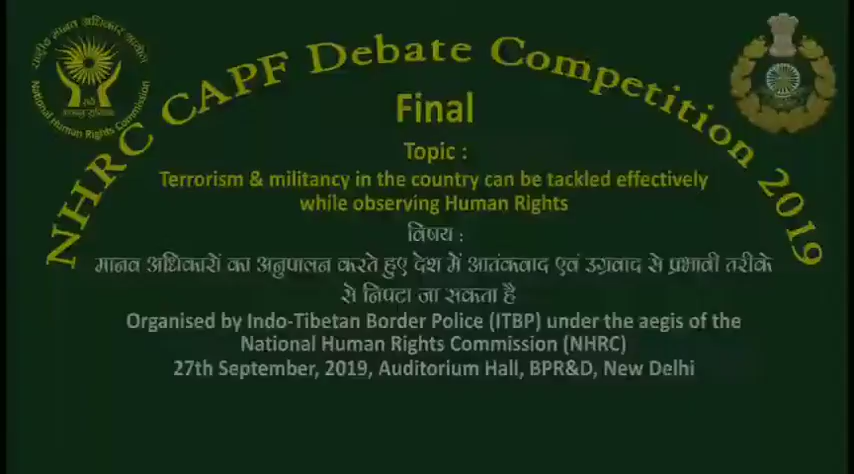 NHRC CAPF Debate Competition 2019
राष्ट्रीय मानव अधिकार आयोग
National Human Rights Commission
Final
Topic :
Terrorism & militancy in the country can be tackled effectively
while observing Human Rights
विषय :
मानव अधिकारों का अनुपालन करते हुए देश में आतंकवाद एवं उग्रवाद से प्रभावी तरीके
से निपटा जा सकता है
Organised by Indo-Tibetan Border Police (ITBP) under the aegis of the
National Human Rights Commission (NHRC)
27th September, 2019, Auditorium Hall, BPR&D, New Delhi